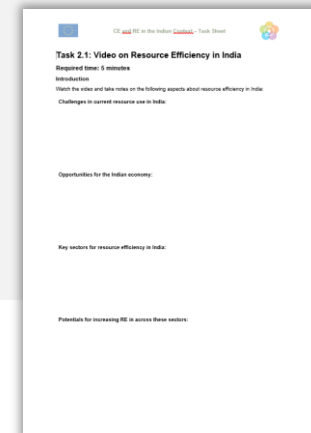 CE and RE in the Indian Context – Task Sheet
Task 2.1: Video on Resource Efficiency in India
Required time: 5 minutes
Introduction
Watch the video and take notes on the following aspects about resource efficiency in India:
Challenges in current resource use in India:
Opportunities for the Indian economy:
Key sectors for resource efficiency in India:
Potentials for increasing RE in across these sectors: